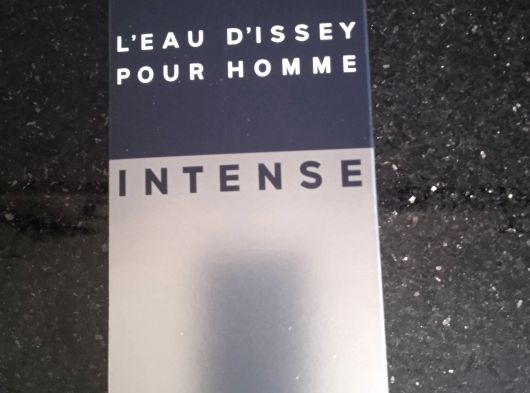 L'EAU D'ISSEY
POUR HOMME
INTENSE